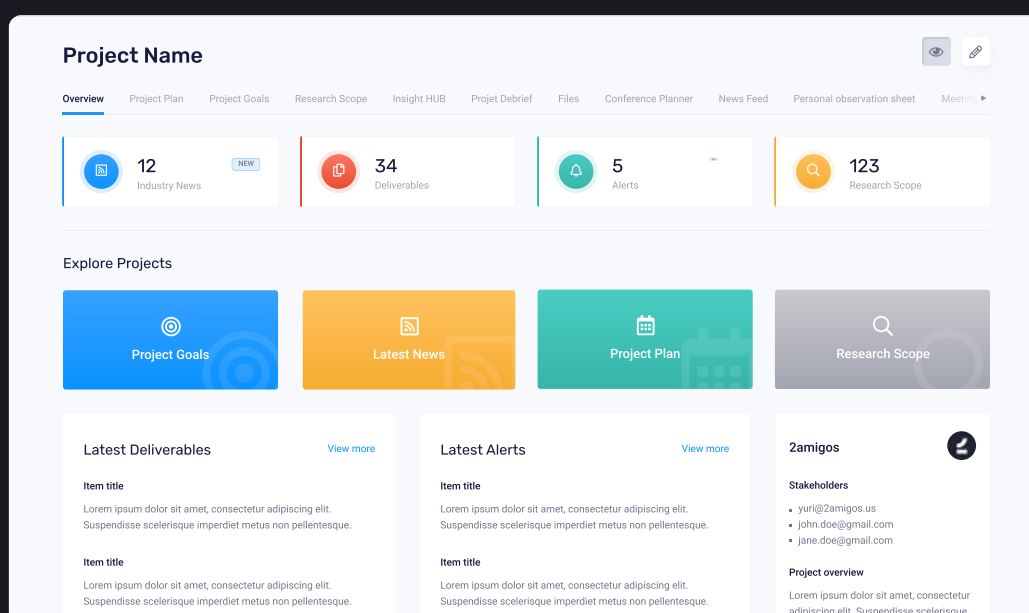 Project Name
Overview Project Plan Project Goals Research Scope Insight HUB Projet Debrief Files Conference Planner News Feed Personal observation sheet Meeting
12 NEW
Industry News
34
Deliverables
5
Alerts
123
Research Scope
Explore Projects
Project Goals
Latest News
Project Plan
Research Scope
Latest Deliverables View more
Item title
Lorem ipsum dolor sit amet, consectetur adipiscing elit.
Suspendisse scelerisque imperdiet metus non pellentesque.
Item title
Lorem ipsum dolor sit amet, consectetur adipiscing elit.
Suspendisse scelerisque imperdiet metus non pellentesque.
Latest Alerts View more
Item title
Lorem ipsum dolor sit amet, consectetur adipiscing elit.
Suspendisse scelerisque imperdiet metus non pellentesque.
Item title
Lorem ipsum dolor sit amet, consectetur adipiscing elit.
Suspendisse scelerisque imperdiet metus non pellentesque.
2amigos
Stakeholders
yuri@2amigos.us
john.doe@gmail.com
jane.doe@gmail.com
Project overview
Lorem ipsum dolor sit amet, consectetur
adipiscing elit. Suspendisse scelerisque